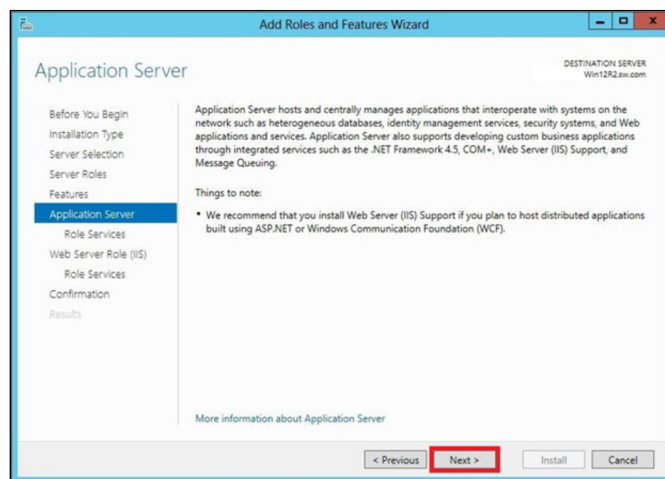 Add Roles and Features Wizard
Application Server
DESTINATION SERVER
Win12R2.sw.com
Before You Begin
Installation Type
Server Selection
Server Roles
Features
Application Server
Role Services
Web Server Role (IIS)
Role Services
Confirmation
Results
Application Server hosts and centrally manages applications that interoperate with systems on the
network such as heterogeneous databases, identity management services, security systems, and Web
applications and services. Application Server also supports developing custom business applications
through integrated services such as the .NET Framework 4.5, COM+, Web Server (IIS) Support, and
Message Queuing.
Things to note:
• We recommend that you install Web Server (IIS) Support if you plan to host distributed applications
built using ASP.NET or Windows Communication Foundation (WCF).
More information about Application Server
< Previous
Next >
Install
Cancel